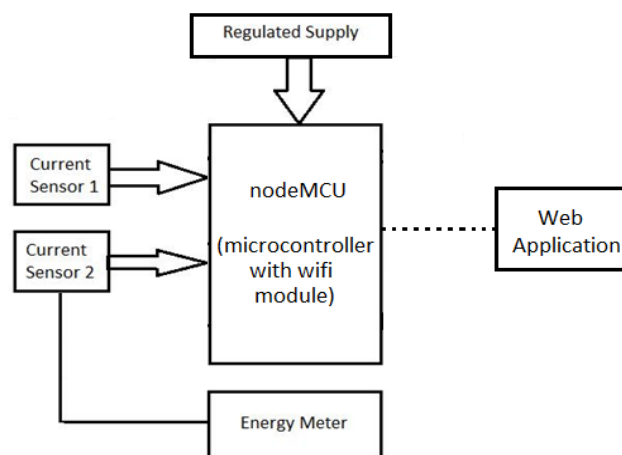 Regulated Supply
Current
Sensor 1
nodeMCU
(microcontroller
with wifi
module)
Current
Sensor 2
Web
Application
Energy Meter